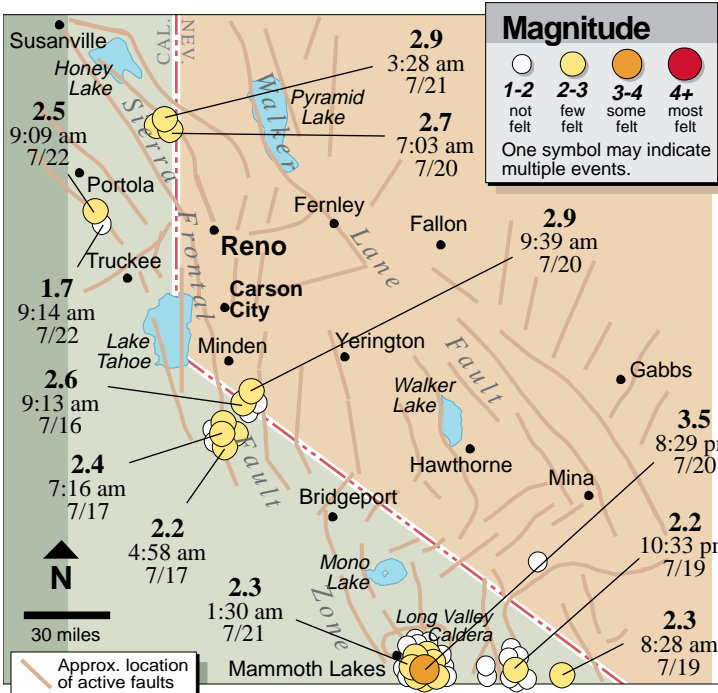 Susanville
Honey
Lake
CAL.
NEV.
2.9
3:28 am
7/21
Magnitude
1-2
2-3
3-4
4+
not
felt
few
felt
some
felt
most
felt
One symbol may indicate
multiple events.
2.5
9:09 am
7/22
Sierra
Walker
Pyramid
Lake
2.7
7:03 am
7/20
Portola
Fernley
Fallon
2.9
9:39 am
7/20
Reno
Frontal
Lane
Truckee
1.7
9:14 am
7/22
Carson
City
Lake
Tahoe
Minden
Yerington
Fault
Gabbs
2.6
9:13 am
7/16
Walker
Lake
3.5
8:29 pm
7/20
2.4
7:16 am
7/17
Fault
Hawthorne
Mina
Bridgeport
2.2
4:58 am
7/17
2.2
10:33 pm
7/19
N
30 miles
Mono
Lake
Zone
2.3
1:30 am
7/21
Long Valley
Caldera
2.3
8:28 am
7/19
Mammoth Lakes
Approx. location
of active faults